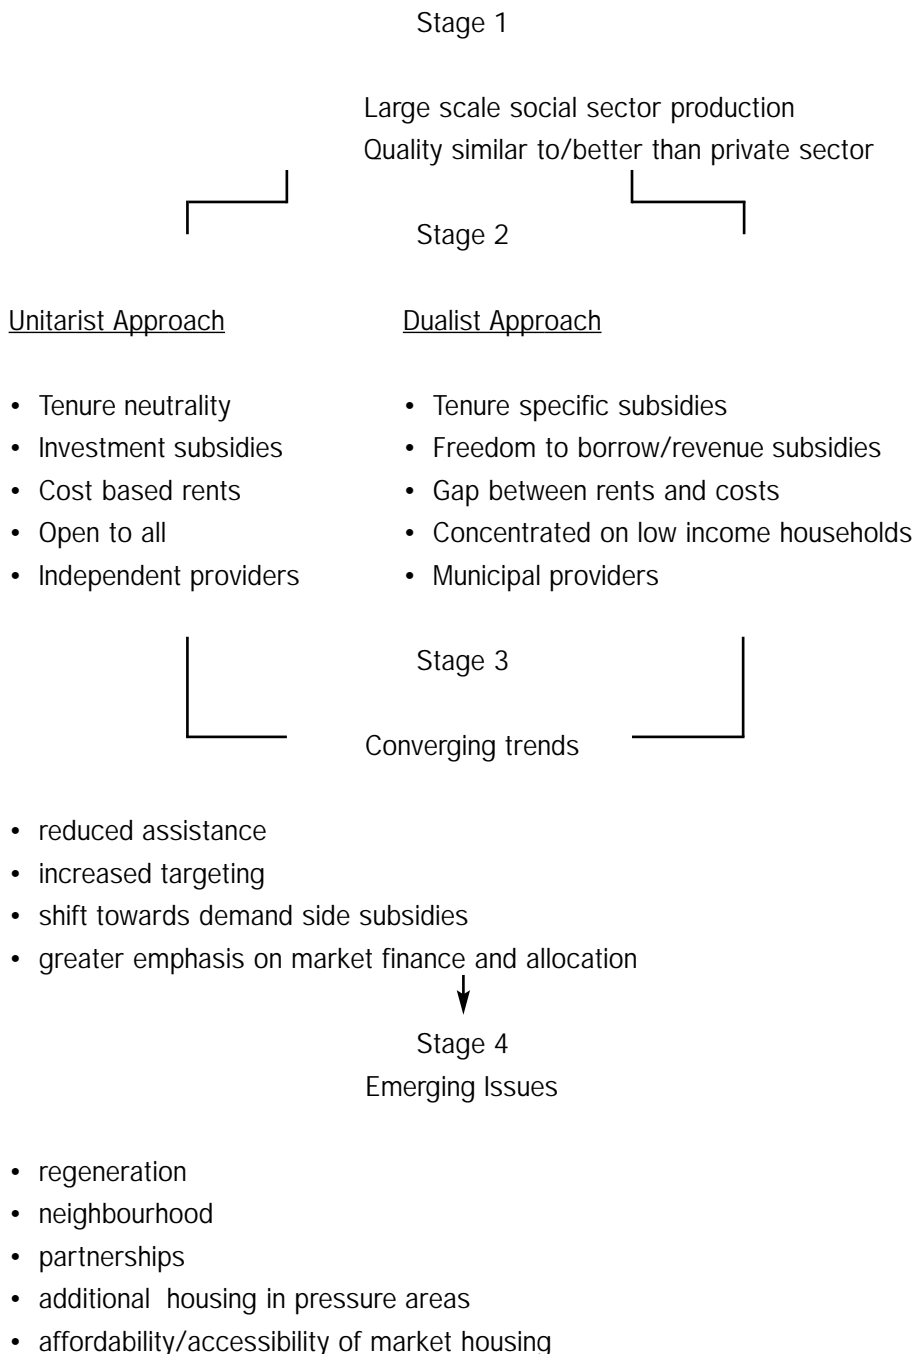 Stage 1
Large scale social sector production
Quality similar to/better than private sector
Stage 2
Unitarist Approach
• Tenure neutrality
• Investment subsidies
• Cost based rents
• Open to all
• Independent providers
Dualist Approach
• Tenure specific subsidies
• Freedom to borrow/revenue subsidies
• Gap between rents and costs
• Concentrated on low income households
• Municipal providers
Stage 3
Converging trends
• reduced assistance
• increased targeting
• shift towards demand side subsidies
• greater emphasis on market finance and allocation
Stage 4
Emerging Issues
• regeneration
• neighbourhood
• partnerships
• additional housing in pressure areas
• affordability/accessibility of market housing